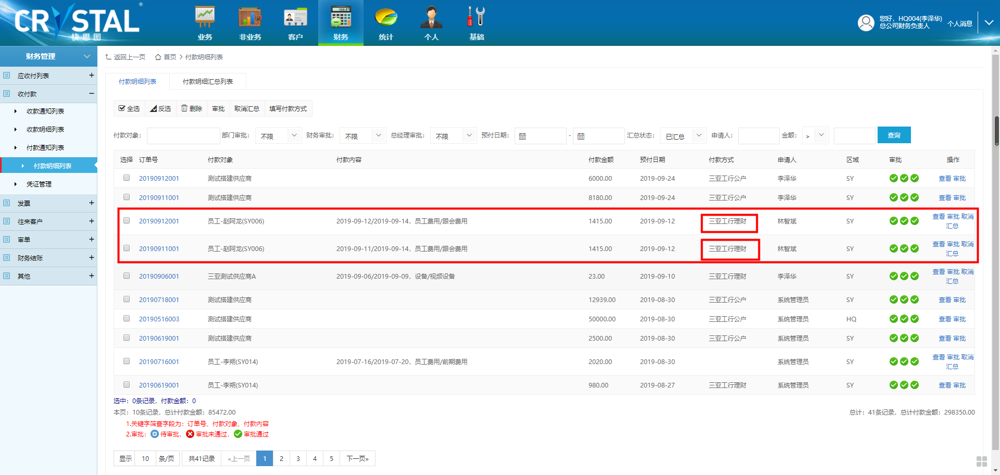 CRYSTAL®
快思图
业务
非业务
客户
财务
统计
个人
基础
您好，HQ004(李泽华)
总公司财务负责人
个人消息
财务管理
应收付列表 +
收付款 −
收款通知列表
收款明细列表
付款通知列表
付款明细列表
凭证管理
发票 +
往来客户 +
审单 +
财务结账 +
其他 +
返回上一页 首页 > 付款明细列表
付款明细列表 付款明细汇总列表
全选 反选 删除 审批 取消汇总 填写付款方式
付款对象： 部门审批： 不限 财务审批： 不限 总经理审批： 不限 预付日期： - 汇总状态： 已汇总 申请人： 金额： > 查询
选择 订单号 付款对象 付款内容 付款金额 预付日期 付款方式 申请人 区域 审批 操作
20190912001 测试搭建供应商 6000.00 2019-09-24 三亚工行公户 李泽华 SY 查看 审批
20190911001 测试搭建供应商 8180.00 2019-09-24 三亚工行公户 李泽华 SY 查看 审批
20190912001 员工-赵阿龙(SY006) 2019-09-12/2019-09-14，员工费用/跟会费用 1415.00 2019-09-12 三亚工行理财 林智斌 SY 查看 审批 取消
汇总
20190911001 员工-赵阿龙(SY006) 2019-09-11/2019-09-14，员工费用/跟会费用 1415.00 2019-09-12 三亚工行理财 林智斌 SY 查看 审批 取消
汇总
20190906001 三亚测试供应商A 2019-09-06/2019-09-09，设备/视频设备 23.00 2019-09-10 三亚工行理财 李泽华 SY 查看 审批 取消
汇总
20190718001 测试搭建供应商 12939.00 2019-08-30 三亚工行公户 系统管理员 SY 查看 审批
20190516003 测试搭建供应商 50000.00 2019-08-30 三亚工行公户 系统管理员 HQ 查看 审批
20190619001 测试搭建供应商 2500.00 2019-08-30 三亚工行公户 系统管理员 SY 查看 审批
20190716001 员工-李朔(SY014) 2019-07-16/2019-07-20，员工费用/前期费用 2020.00 2019-08-30 系统管理员 SY 查看 审批 取消
汇总
20190619001 员工-李朔(SY014) 980.00 2019-08-27 三亚工行理财 系统管理员 SY 查看 审批
选中：0条记录，付款金额：0
本页：10条记录，总计付款金额：85472.00 总计：41条记录，总计付款金额：298350.00
1.关键字筛查字段为：订单号、付款对象、付款内容
2.审批： 待审批， 审批未通过， 审批通过
显示 10 条/页 共41记录 «上一页 1 2 3 4 5 下一页»